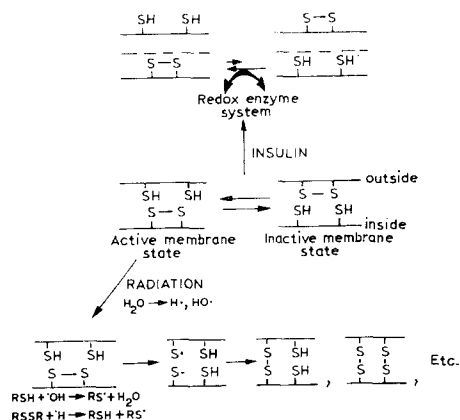 SH SH S—S
S—S SH SH
Redox enzyme
system
INSULIN
outside
SH SH S—S
S—S SH SH
inside
Active membrane Inactive membrane
state state
RADIATION
H₂O → H·, HO·
SH SH S· SH S SH S S
S—S S· SH S SH S S , , Etc.
RSH + ·OH → RS· + H₂O
RSSR + ·H → RSH + RS·